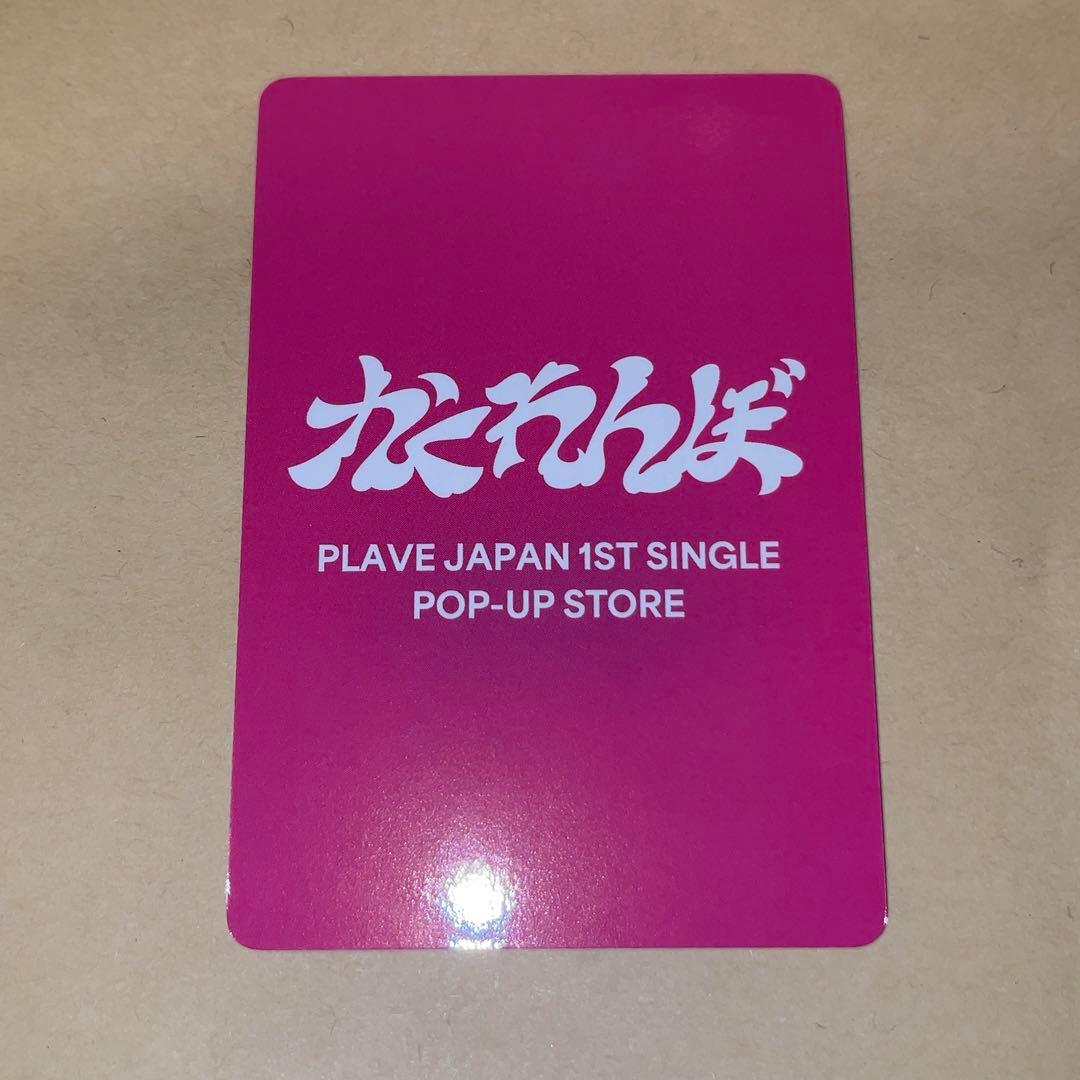 かくれんぼ
PLAVE JAPAN 1ST SINGLE
POP-UP STORE